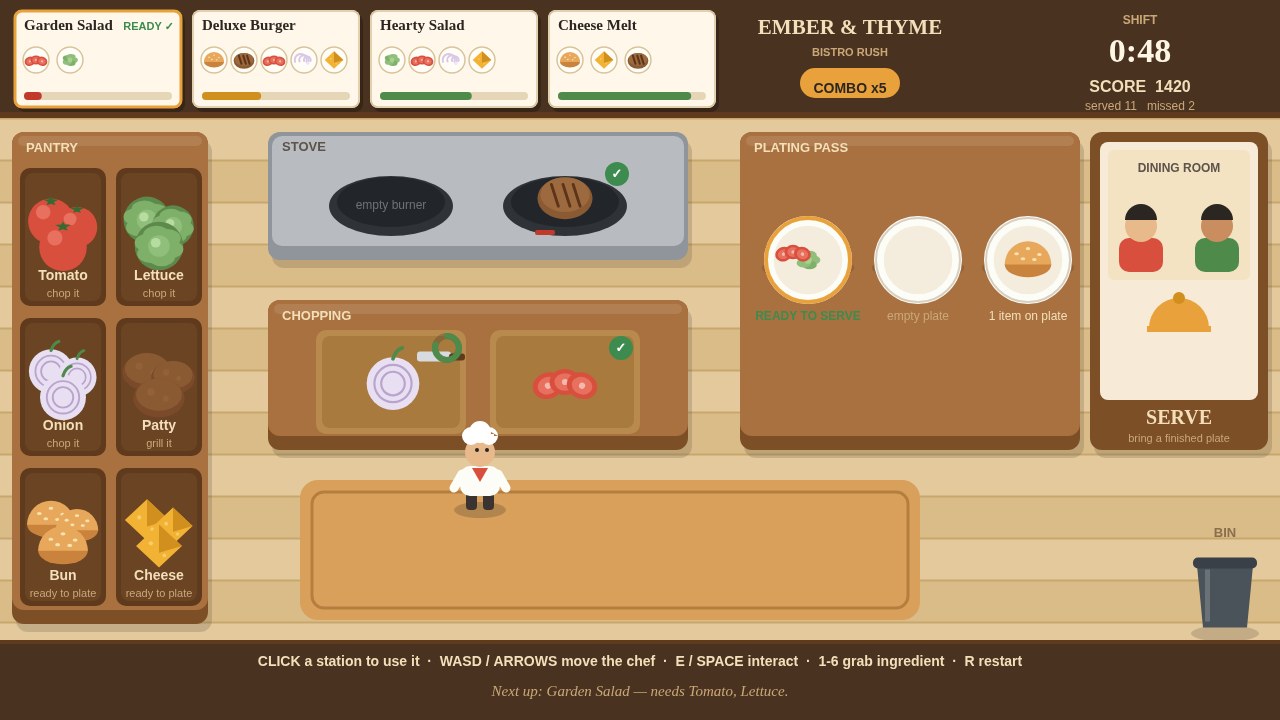 Garden Salad READY ✓
Deluxe Burger
Hearty Salad
Cheese Melt
EMBER & THYME
BISTRO RUSH
COMBO x5
SHIFT
0:48
SCORE 1420
served 11 missed 2
PANTRY
Tomato
chop it
Lettuce
chop it
Onion
chop it
Patty
grill it
Bun
ready to plate
Cheese
ready to plate
STOVE
empty burner
✓
CHOPPING
✓
PLATING PASS
READY TO SERVE
empty plate
1 item on plate
DINING ROOM
SERVE
bring a finished plate
BIN
CLICK a station to use it · WASD / ARROWS move the chef · E / SPACE interact · 1-6 grab ingredient · R restart
Next up: Garden Salad — needs Tomato, Lettuce.